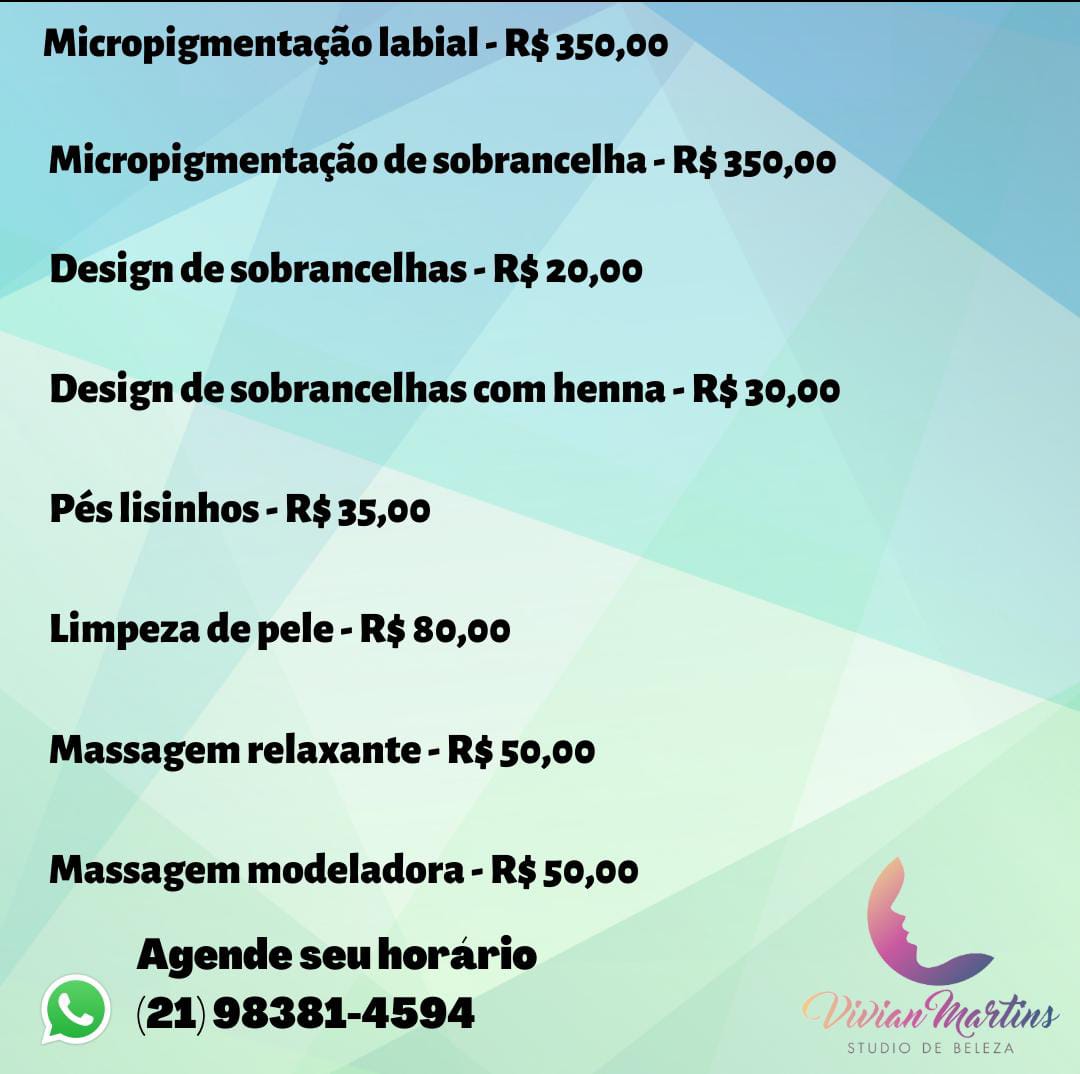 Micropigmentação labial - R$ 350,00
Micropigmentação de sobrancelha - R$ 350,00
Design de sobrancelhas - R$ 20,00
Design de sobrancelhas com henna - R$ 30,00
Pés lisinhos - R$ 35,00
Limpeza de pele - R$ 80,00
Massagem relaxante - R$ 50,00
Massagem modeladora - R$ 50,00
Agende seu horário
(21) 98381-4594
Vivian Martins
STUDIO DE BELEZA